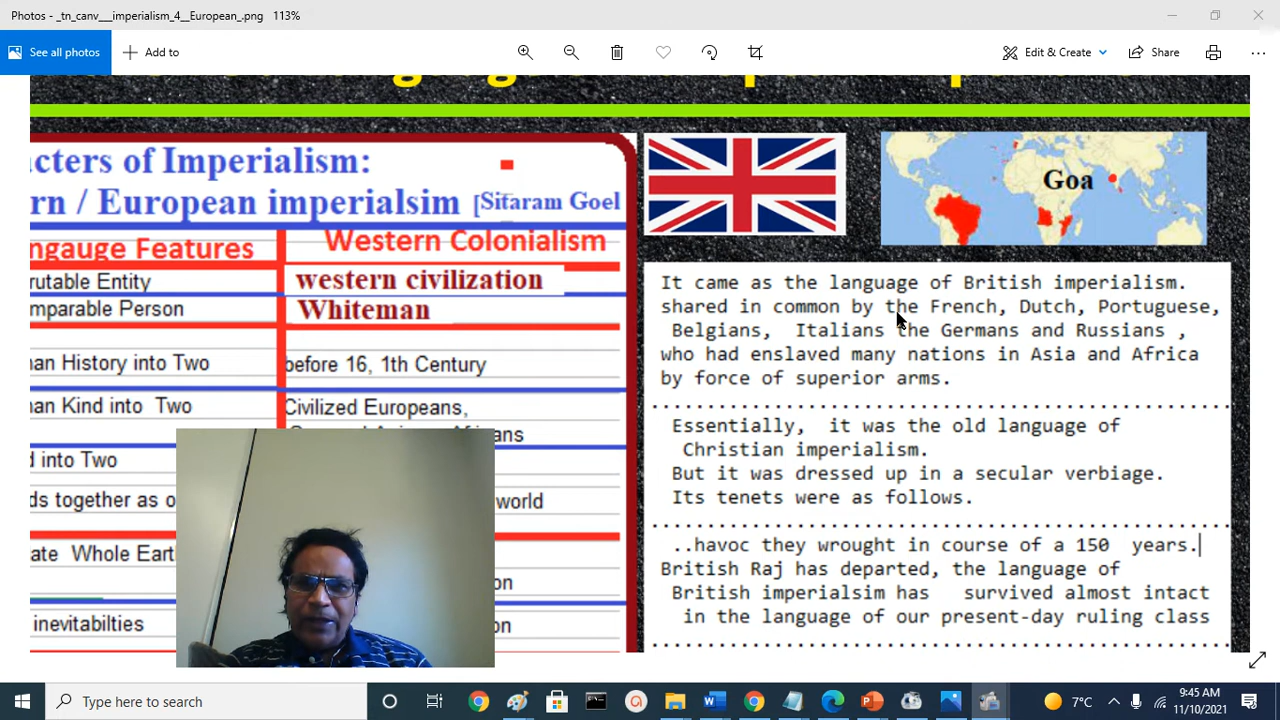 Photos - _tn_canv___imperialism_4__European_.png 113%
See all photos
Add to
Edit & Create
Share
acters of Imperialism:
rn / European imperialsim [Sitaram Goel
ngauge Features
Western Colonialism
rutable Entity
western civilization
mparable Person
Whiteman
nan History into Two
before 16, 1th Century
nan Kind into Two
Civilized Europeans,
ans
d into Two
ds together as o
world
ate Whole Eart
on
inevitabilties
on
Goa
It came as the language of British imperialism.
shared in common by the French, Dutch, Portuguese,
Belgians, Italians the Germans and Russians ,
who had enslaved many nations in Asia and Africa
by force of superior arms.
Essentially, it was the old language of
Christian imperialism.
But it was dressed up in a secular verbiage.
Its tenets were as follows.
..havoc they wrought in course of a 150 years.
British Raj has departed, the language of
British imperialsim has survived almost intact
in the language of our present-day ruling class
Type here to search
7°C
9:45 AM
11/10/2021